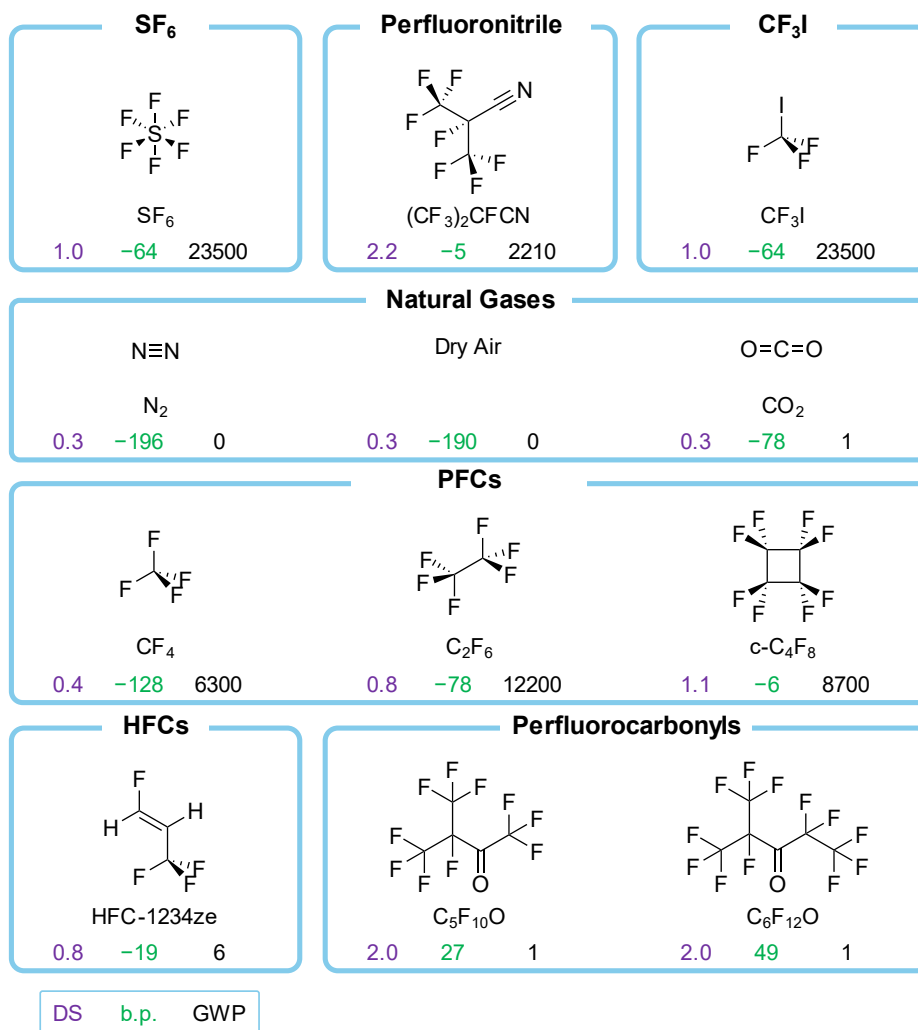 SF₆ Perfluoronitrile CF₃I
F
F F
S
F F
F
F F
F
F
N
F F
F
I
F F
F
SF₆ (CF₃)₂CFCN CF₃I
1.0 −64 23500 2.2 −5 2210 1.0 −64 23500
Natural Gases
N≡N Dry Air O=C=O
N₂ CO₂
0.3 −196 0 0.3 −190 0 0.3 −78 1
PFCs
F
F F
F
F
F F
F F
F
F F
F F
F F
F F
CF₄ C₂F₆ c-C₄F₈
0.4 −128 6300 0.8 −78 12200 1.1 −6 8700
HFCs Perfluorocarbonyls
F
H H
F
F
F
F F
F
F F
F
F F F
F
O
F F
F
F
F
F F
F
F F
F
F
O
HFC-1234ze C₅F₁₀O C₆F₁₂O
0.8 −19 6 2.0 27 1 2.0 49 1
DS b.p. GWP